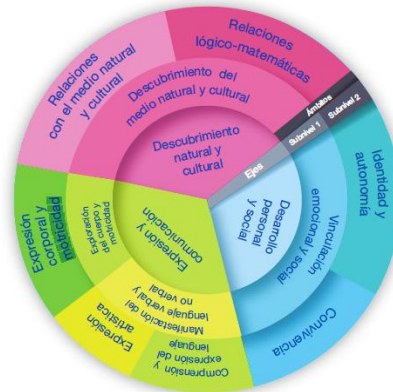 Relaciones
lógico-matemáticas
Relaciones
con el medio natural
y cultural
Descubrimiento del
medio natural y cultural
Descubrimiento
natural y
cultural
Ámbitos
Subnivel 1
Subnivel 2
Ejes
Identidad y
autonomía
Vinculación
emocional y social
Desarrollo
personal
y social
Convivencia
Expresión y
comunicación
Exploración
del cuerpo y
motricidad
Expresión
corporal y
motricidad
Manifestación del
lenguaje verbal y
no verbal
Expresión
artística
Comprensión y
expresión del
lenguaje